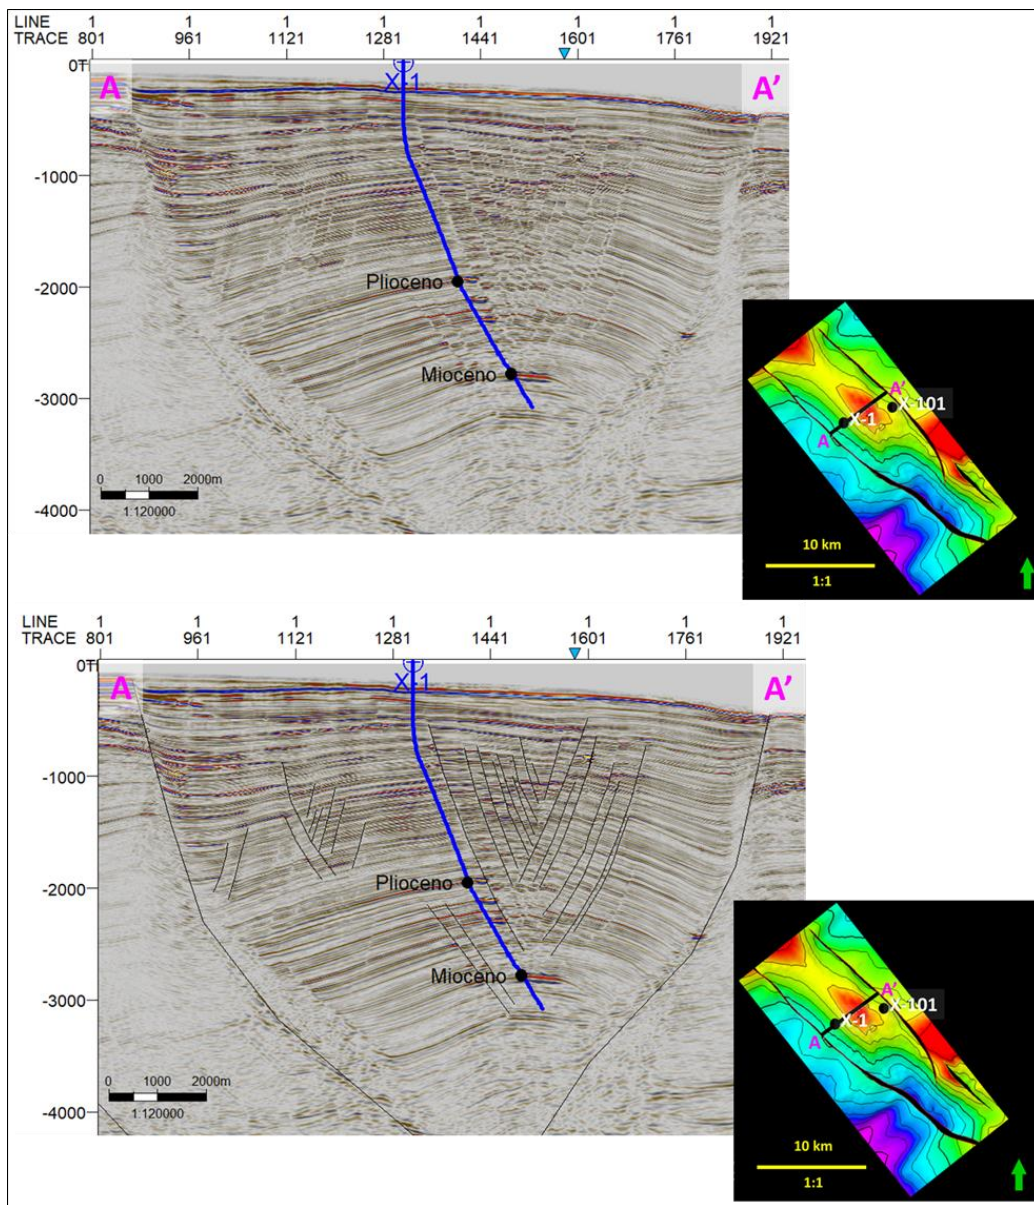 LINE 1 1 1 1 1 1 1 1
TRACE 801 961 1121 1281 1441 1601 1761 1921
0
A
X-1
A'
-1000
Plioceno
-2000
Mioceno
-3000
0 1000 2000m
1:120000
-4000
A'
X-101
X-1
A
10 km
1:1
LINE 1 1 1 1 1 1 1 1
TRACE 801 961 1121 1281 1441 1601 1761 1921
0
A
X-1
A'
-1000
Plioceno
-2000
Mioceno
-3000
0 1000 2000m
1:120000
-4000
A'
X-101
X-1
A
10 km
1:1